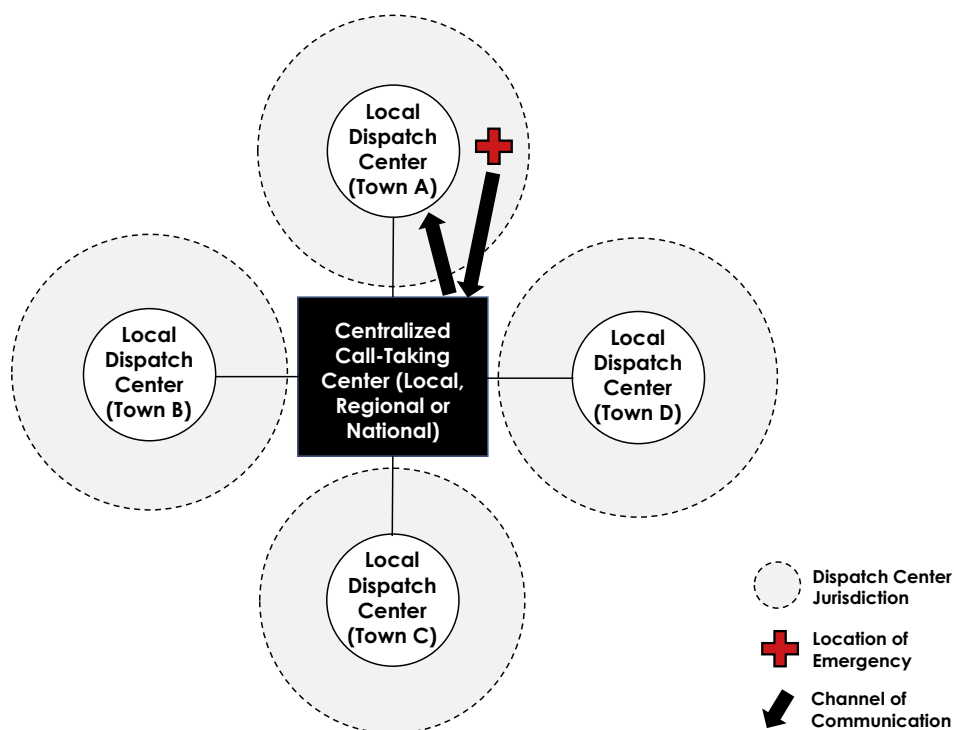 Local
Dispatch
Center
(Town A)
Local
Dispatch
Center
(Town B)
Centralized
Call-Taking
Center (Local,
Regional or
National)
Local
Dispatch
Center
(Town D)
Local
Dispatch
Center
(Town C)
Dispatch Center
Jurisdiction
Location of
Emergency
Channel of
Communication